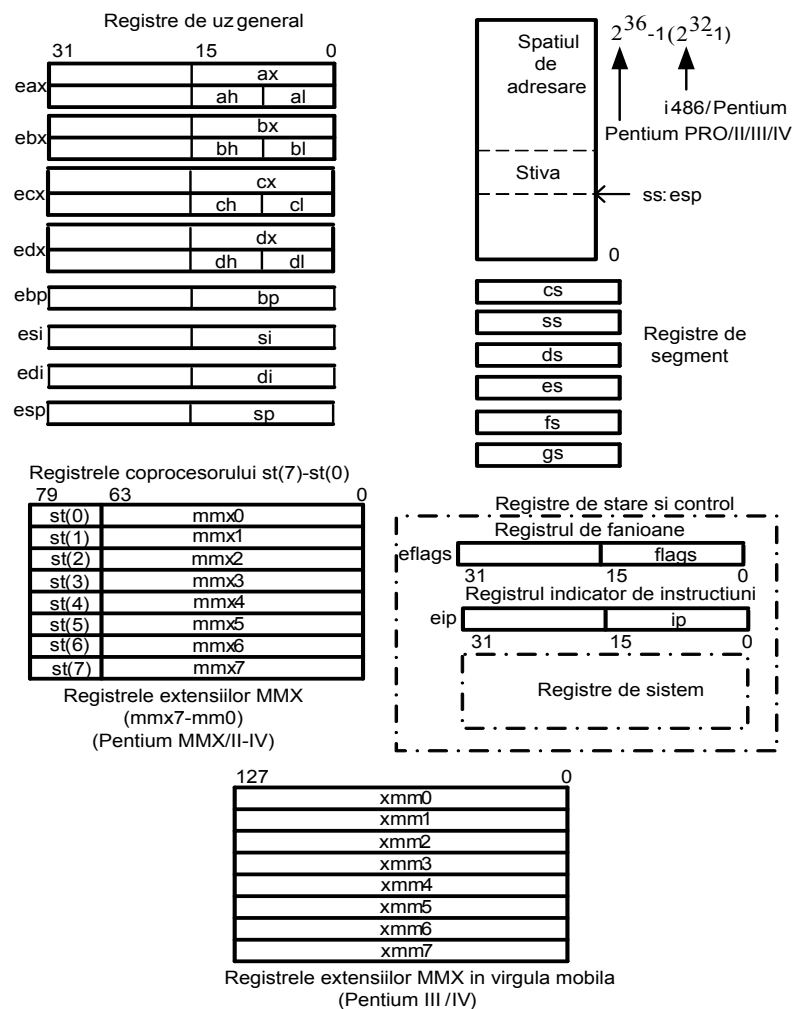 Registre de uz general
31 15 0
eax
ax
ah al
ebx
bx
bh bl
ecx
cx
ch cl
edx
dx
dh dl
ebp bp
esi si
edi di
esp sp
Spatiul
de
adresare
2^36-1(2^32-1)
i486/Pentium
Pentium PRO/II/III/IV
Stiva
ss:esp
0
cs
ss
ds
es
fs
gs
Registre de
segment
Registrele coprocesorului st(7)-st(0)
79 63 0
st(0) mmx0
st(1) mmx1
st(2) mmx2
st(3) mmx3
st(4) mmx4
st(5) mmx5
st(6) mmx6
st(7) mmx7
Registrele extensiilor MMX
(mmx7-mm0)
(Pentium MMX/II-IV)
Registre de stare si control
Registrul de fanioane
eflags flags
31 15 0
Registrul indicator de instructiuni
eip ip
31 15 0
Registre de sistem
127 0
xmm0
xmm1
xmm2
xmm3
xmm4
xmm5
xmm6
xmm7
Registrele extensiilor MMX in virgula mobila
(Pentium III /IV)